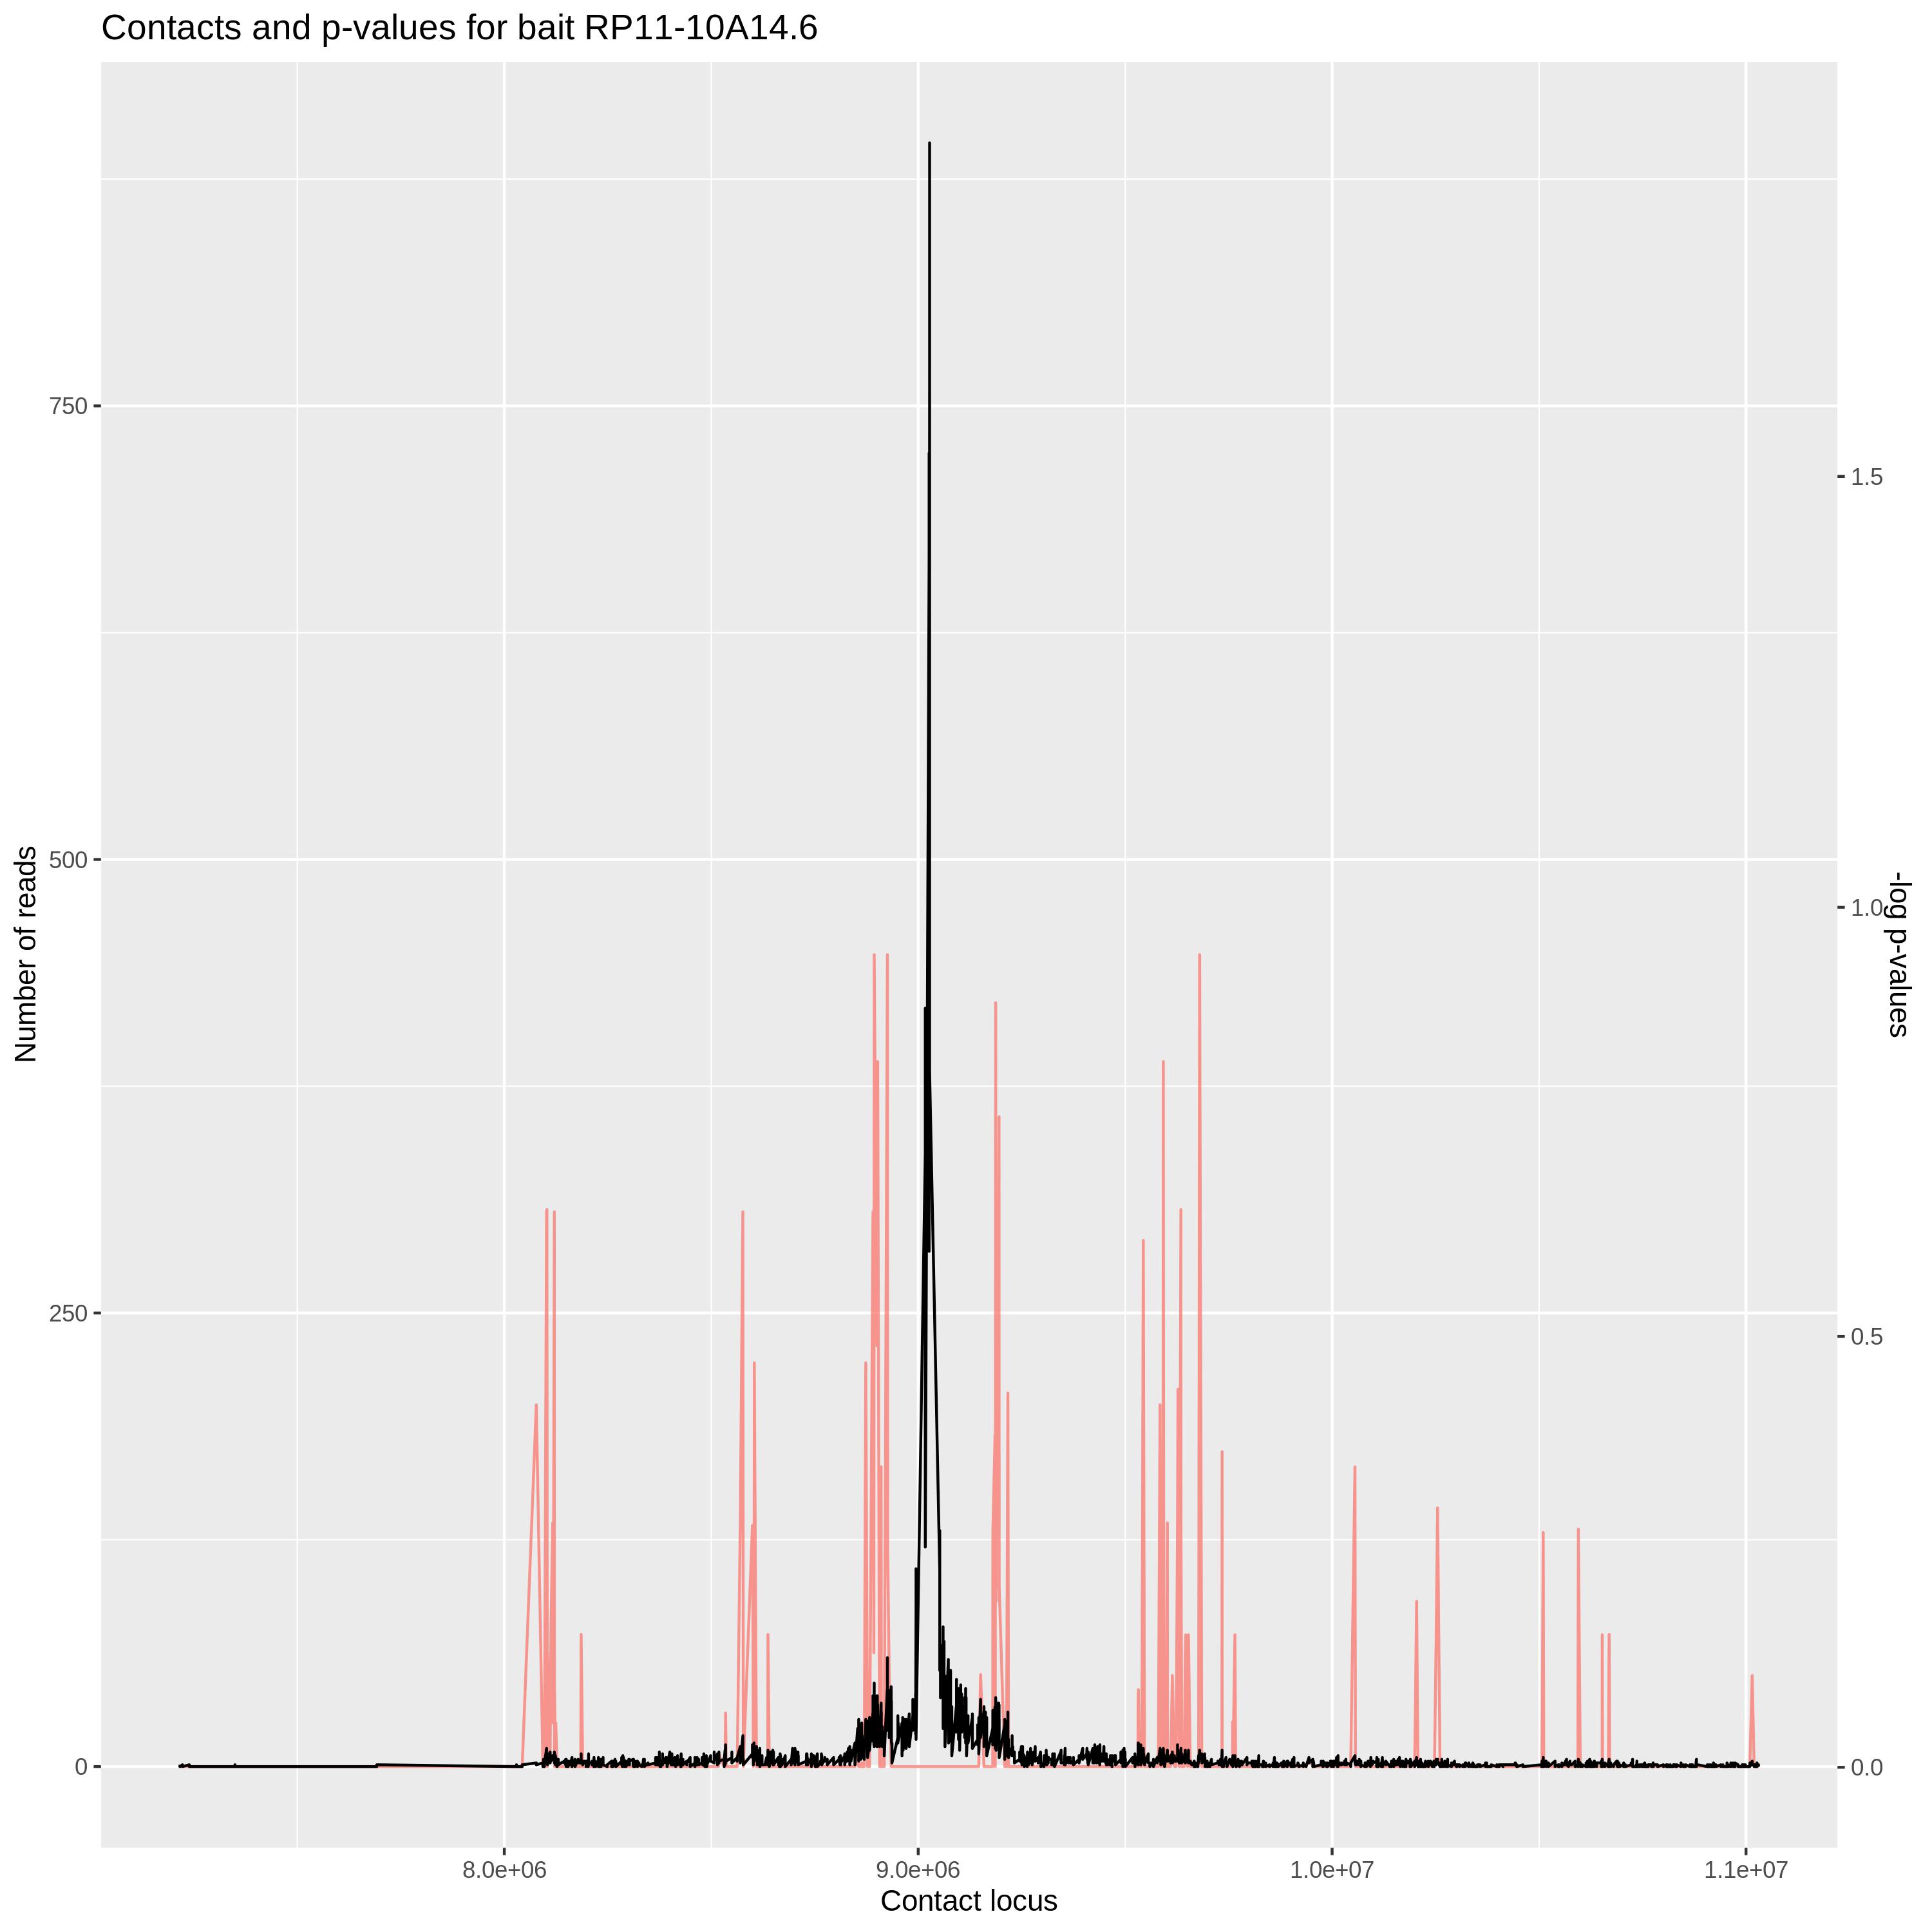 Contacts and p-values for bait RP11-10A14.6
Number of reads
750
500
250
0
1.5
1.0
0.5
0.0
-log p-values
8.0e+06 9.0e+06 1.0e+07 1.1e+07
Contact locus